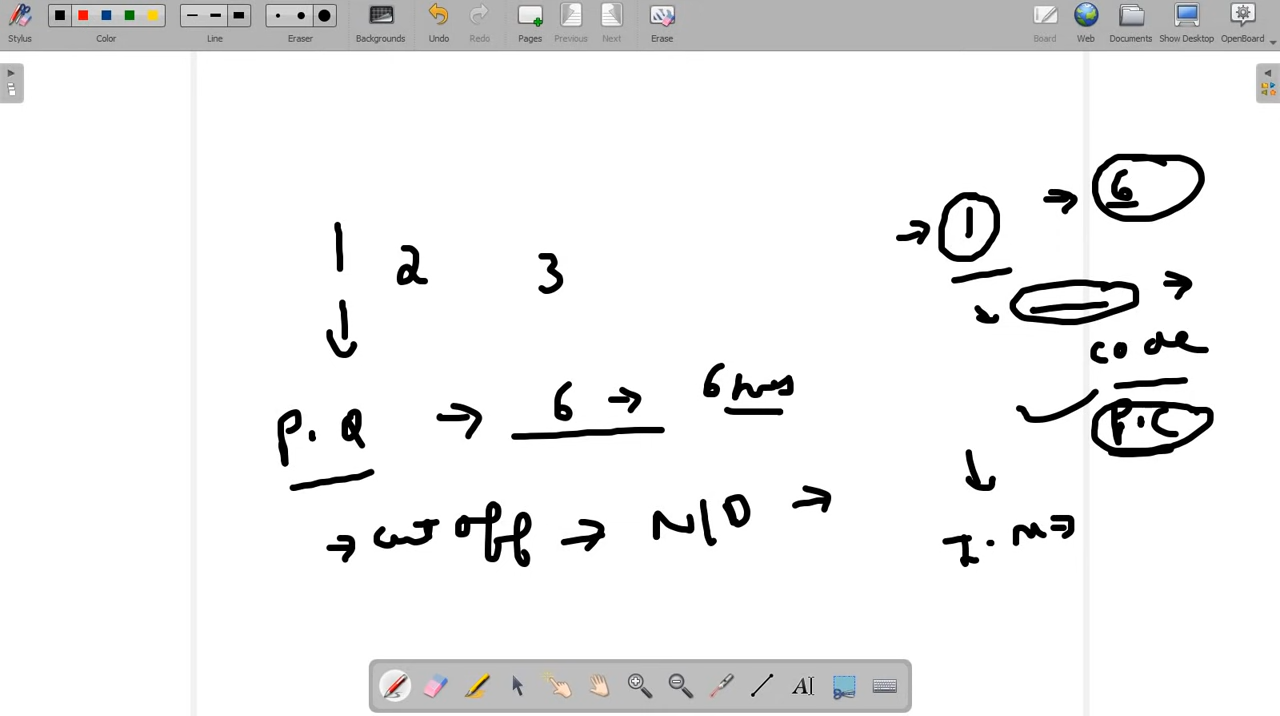 Stylus Color Line Eraser Backgrounds Undo Redo Pages Previous Next Erase Board Web Documents Show Desktop OpenBoard
1 2 3
P.Q → 6 → 6 hrs
→ cut off → N/D →
→ 1 → 6
→
code
P.C
I.M →